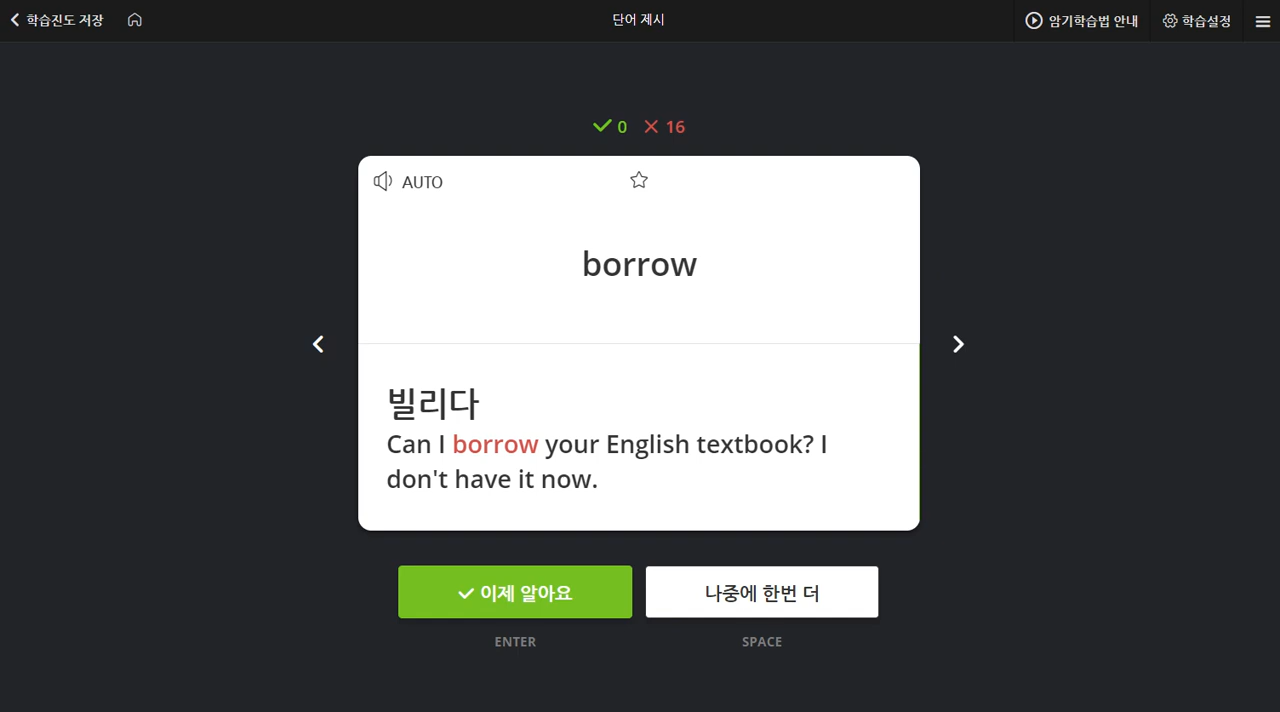 학습진도 저장
단어 제시
암기학습법 안내
학습설정
0
16
AUTO
borrow
빌리다
Can I borrow your English textbook? I
don't have it now.
이제 알아요
나중에 한번 더
ENTER
SPACE